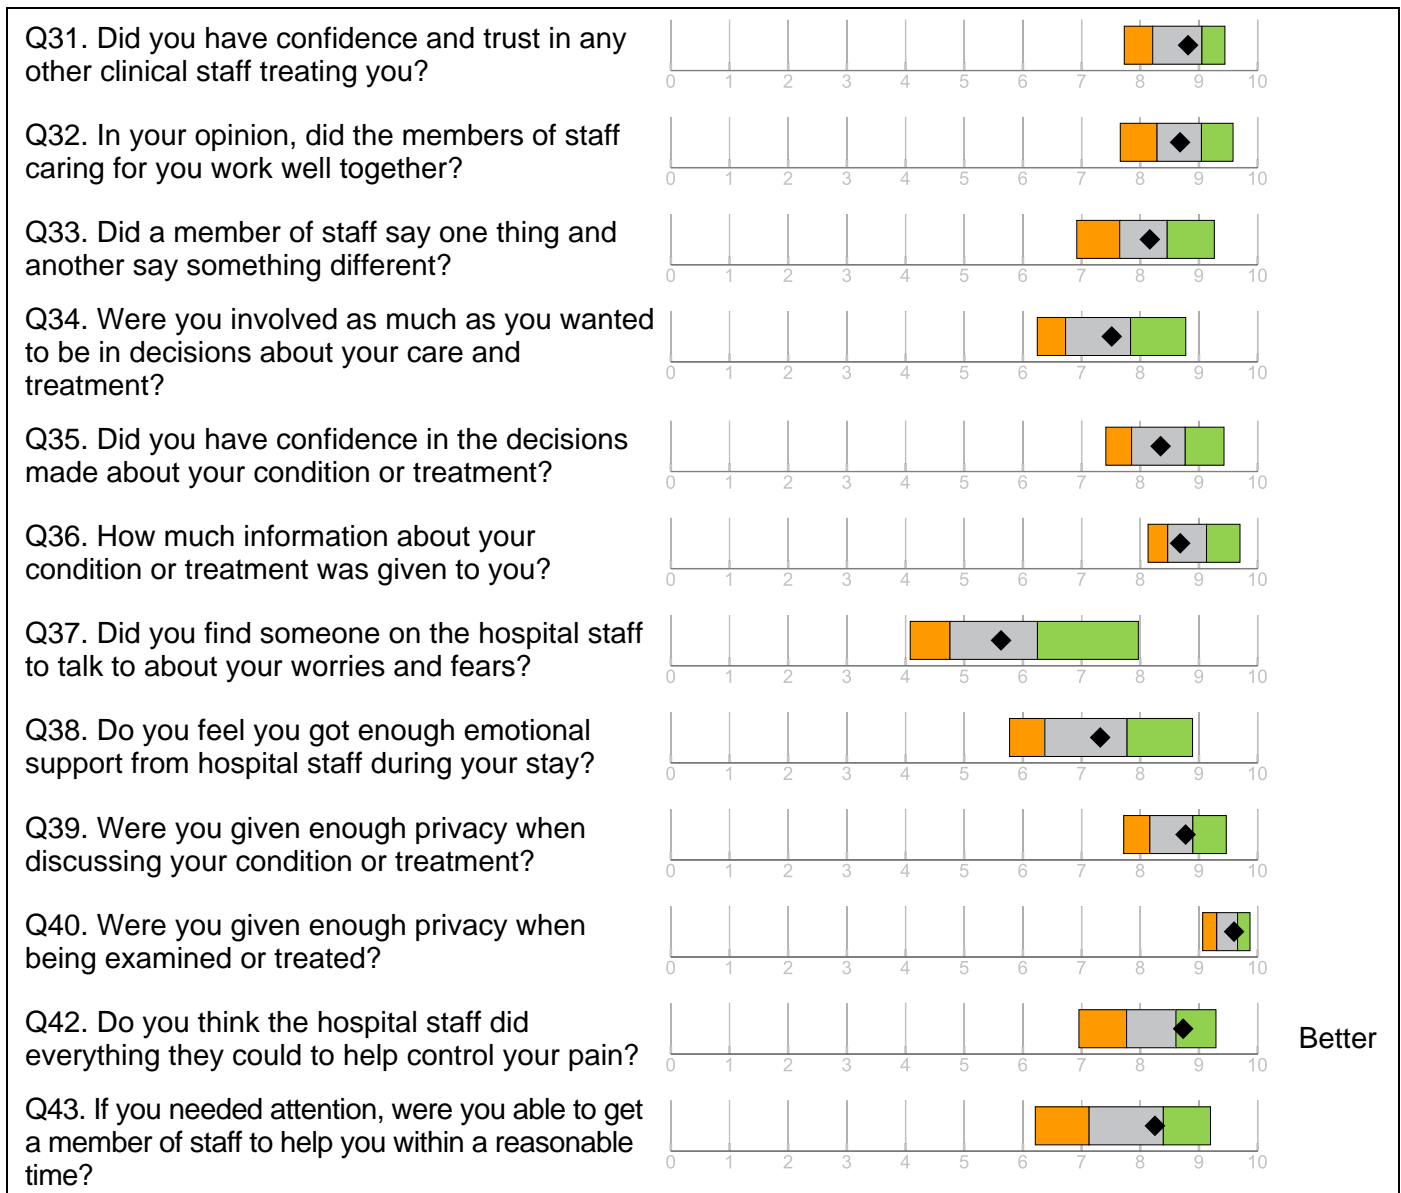 Q31. Did you have confidence and trust in any
other clinical staff treating you?
0 1 2 3 4 5 6 7 8 9 10
Q32. In your opinion, did the members of staff
caring for you work well together?
0 1 2 3 4 5 6 7 8 9 10
Q33. Did a member of staff say one thing and
another say something different?
0 1 2 3 4 5 6 7 8 9 10
Q34. Were you involved as much as you wanted
to be in decisions about your care and
treatment?
0 1 2 3 4 5 6 7 8 9 10
Q35. Did you have confidence in the decisions
made about your condition or treatment?
0 1 2 3 4 5 6 7 8 9 10
Q36. How much information about your
condition or treatment was given to you?
0 1 2 3 4 5 6 7 8 9 10
Q37. Did you find someone on the hospital staff
to talk to about your worries and fears?
0 1 2 3 4 5 6 7 8 9 10
Q38. Do you feel you got enough emotional
support from hospital staff during your stay?
0 1 2 3 4 5 6 7 8 9 10
Q39. Were you given enough privacy when
discussing your condition or treatment?
0 1 2 3 4 5 6 7 8 9 10
Q40. Were you given enough privacy when
being examined or treated?
0 1 2 3 4 5 6 7 8 9 10
Q42. Do you think the hospital staff did
everything they could to help control your pain?
0 1 2 3 4 5 6 7 8 9 10
Better
Q43. If you needed attention, were you able to get
a member of staff to help you within a reasonable
time?
0 1 2 3 4 5 6 7 8 9 10